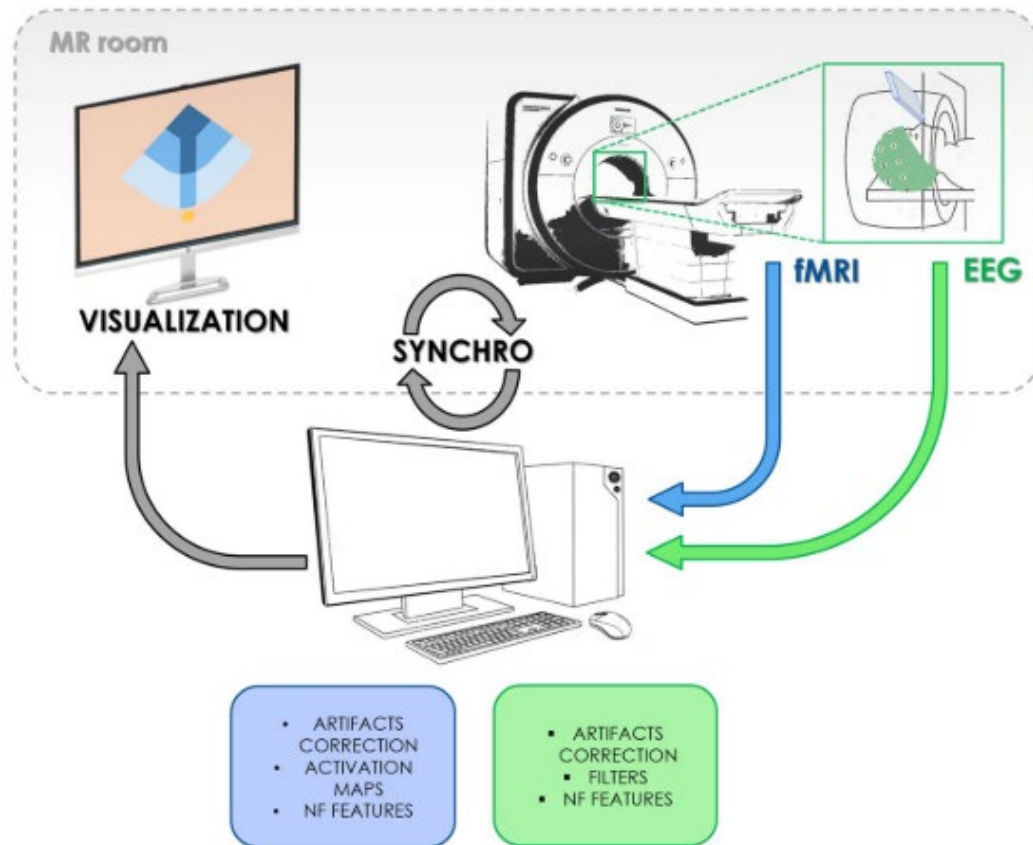 MR room
fMRI
EEG
VISUALIZATION
SYNCHRO
• ARTIFACTS
CORRECTION
• ACTIVATION
MAPS
• NF FEATURES
▪ ARTIFACTS
CORRECTION
▪ FILTERS
▪ NF FEATURES